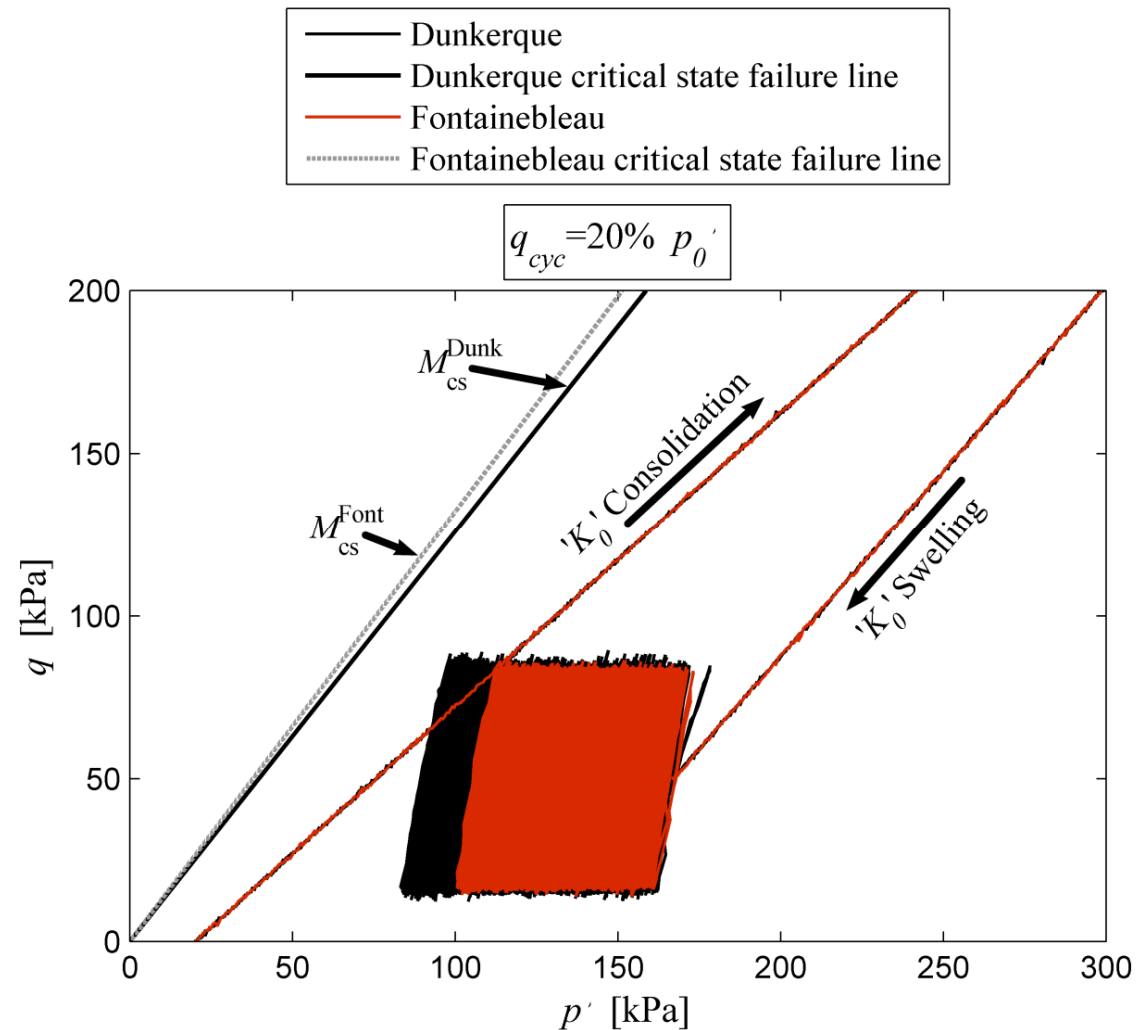 Dunkerque
Dunkerque critical state failure line
Fontainebleau
Fontainebleau critical state failure line
q_cyc=20% p_0'
200
150
100
50
0
q [kPa]
M_cs^Dunk
M_cs^Font
'K_0' Consolidation
'K_0' Swelling
0 50 100 150 200 250 300
p' [kPa]